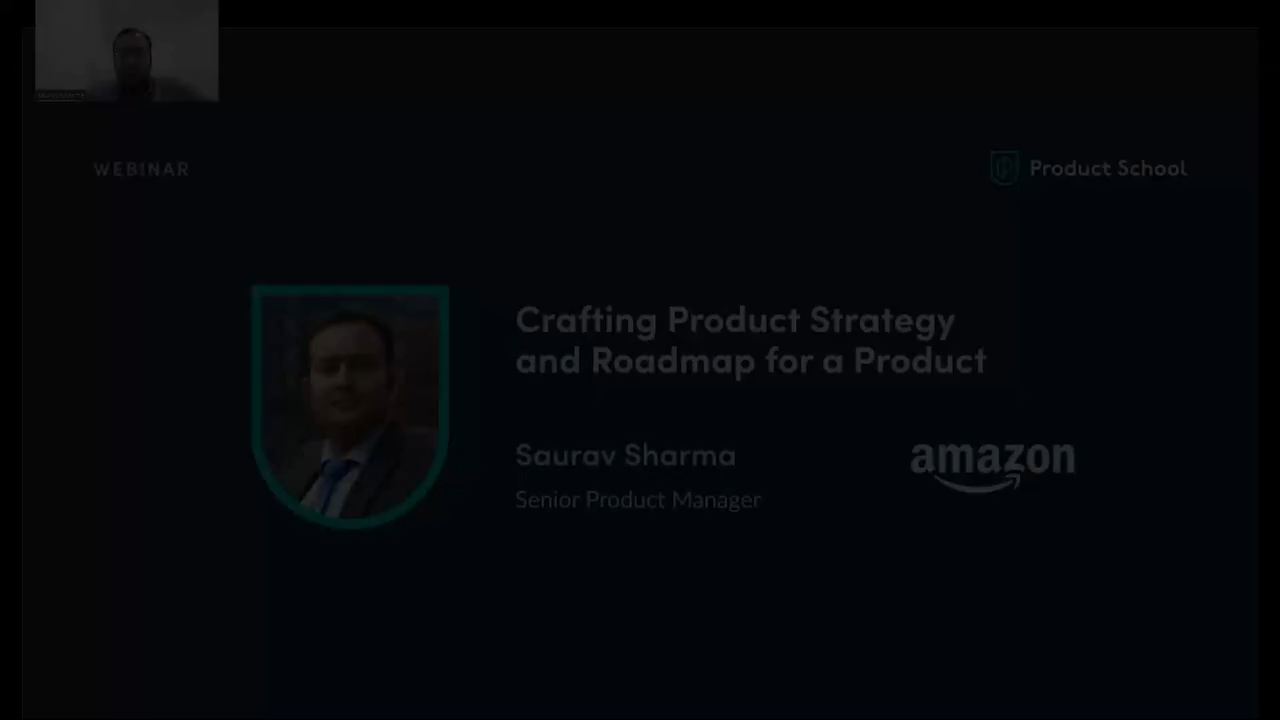 WEBINAR
Product School
Crafting Product Strategy
and Roadmap for a Product
Saurav Sharma
amazon
Senior Product Manager